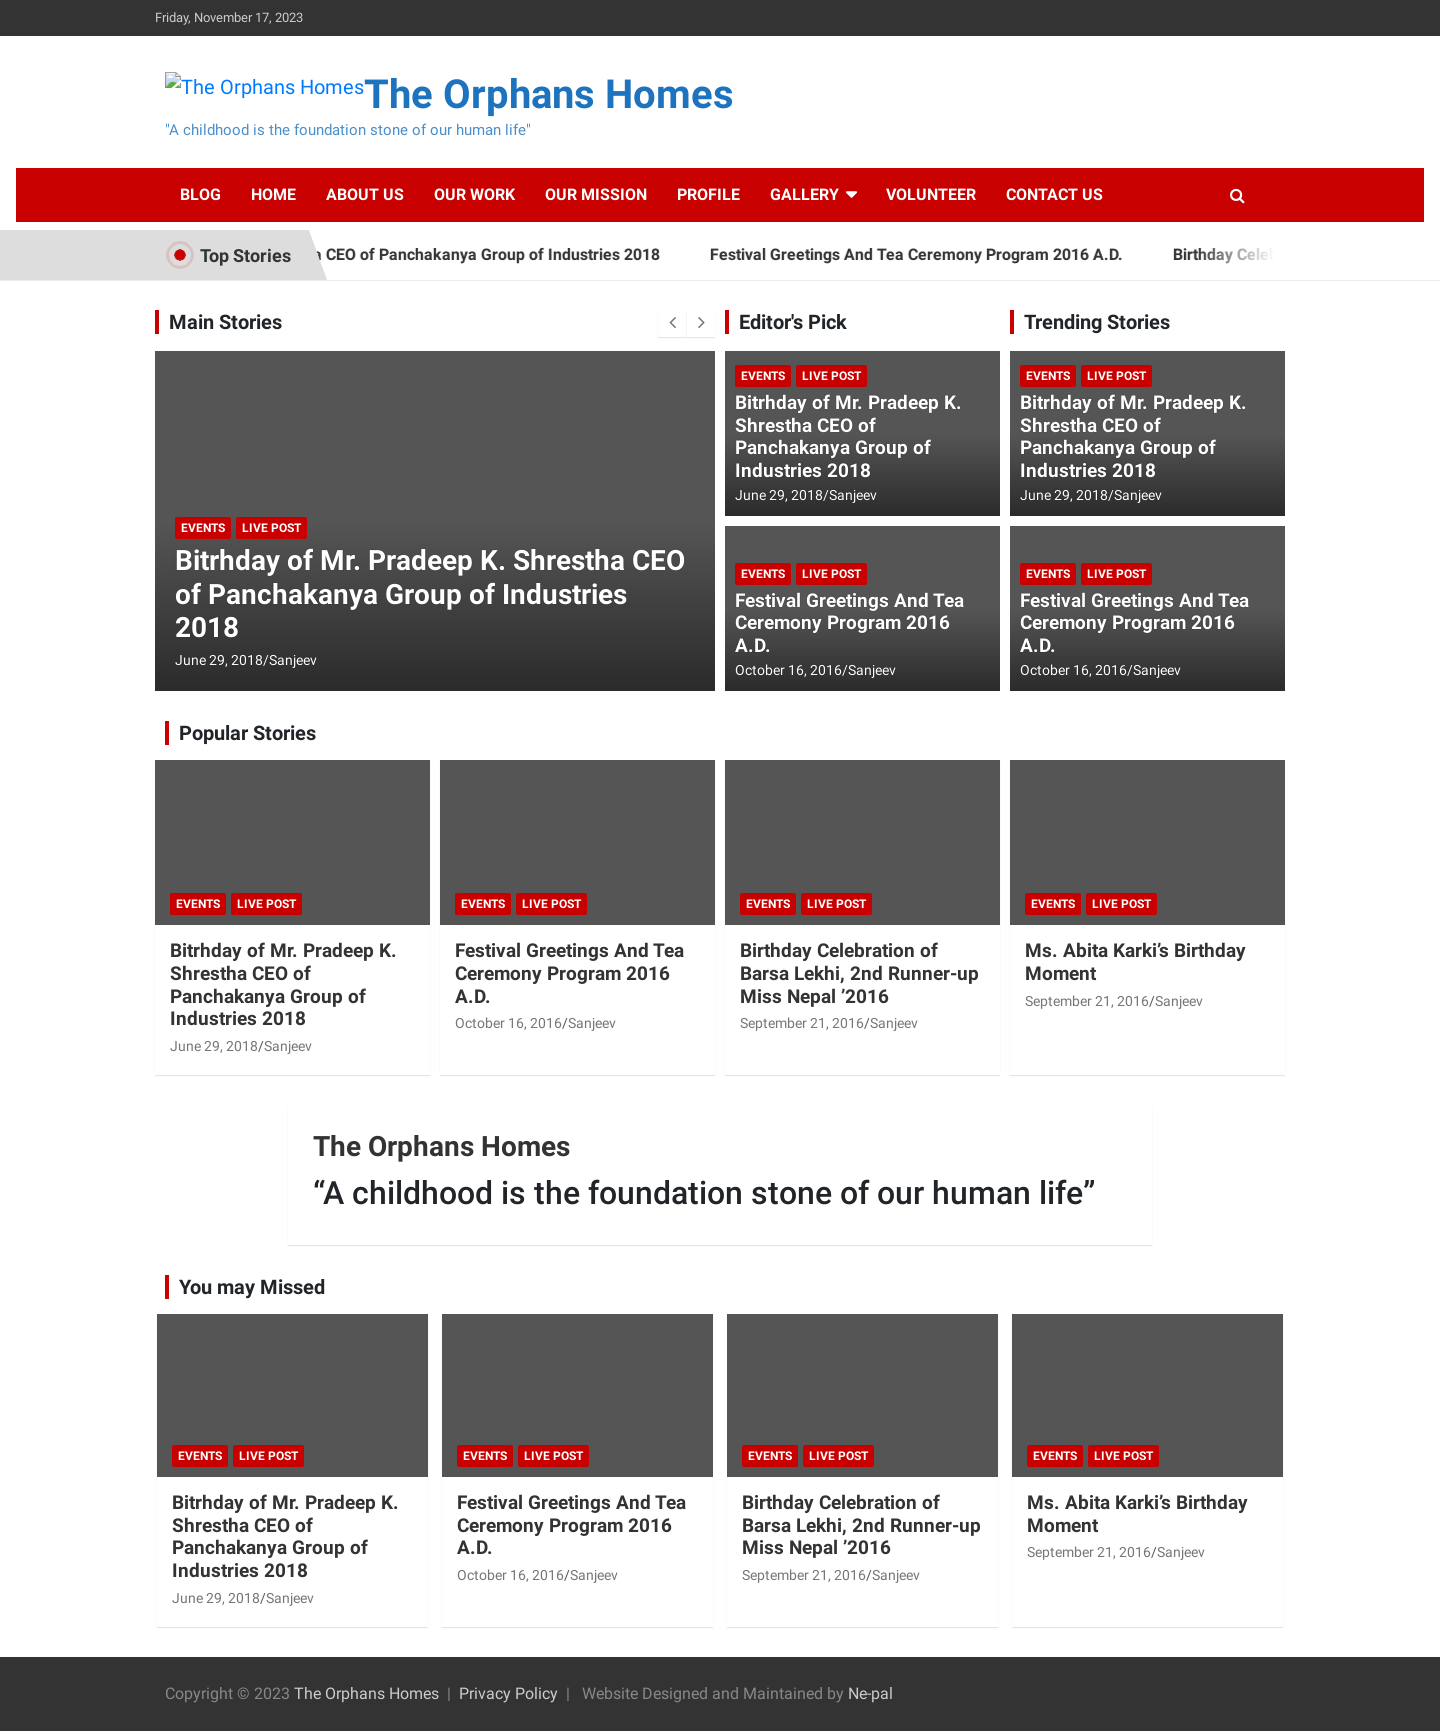 Friday, November 17, 2023
The Orphans Homes
The Orphans Homes
"A childhood is the foundation stone of our human life"
BLOG HOME ABOUT US OUR WORK OUR MISSION PROFILE GALLERY VOLUNTEER CONTACT US
Top Stories
CEO of Panchakanya Group of Industries 2018
Festival Greetings And Tea Ceremony Program 2016 A.D.
Birthday
Main Stories
EVENTS LIVE POST
Bitrhday of Mr. Pradeep K. Shrestha CEO
of Panchakanya Group of Industries
2018
June 29, 2018/Sanjeev
Editor's Pick
EVENTS LIVE POST
Bitrhday of Mr. Pradeep K.
Shrestha CEO of
Panchakanya Group of
Industries 2018
June 29, 2018/Sanjeev
EVENTS LIVE POST
Festival Greetings And Tea
Ceremony Program 2016
A.D.
October 16, 2016/Sanjeev
Trending Stories
EVENTS LIVE POST
Bitrhday of Mr. Pradeep K.
Shrestha CEO of
Panchakanya Group of
Industries 2018
June 29, 2018/Sanjeev
EVENTS LIVE POST
Festival Greetings And Tea
Ceremony Program 2016
A.D.
October 16, 2016/Sanjeev
Popular Stories
EVENTS LIVE POST
Bitrhday of Mr. Pradeep K.
Shrestha CEO of
Panchakanya Group of
Industries 2018
June 29, 2018/Sanjeev
EVENTS LIVE POST
Festival Greetings And Tea
Ceremony Program 2016
A.D.
October 16, 2016/Sanjeev
EVENTS LIVE POST
Birthday Celebration of
Barsa Lekhi, 2nd Runner-up
Miss Nepal ’2016
September 21, 2016/Sanjeev
EVENTS LIVE POST
Ms. Abita Karki’s Birthday
Moment
September 21, 2016/Sanjeev
The Orphans Homes
“A childhood is the foundation stone of our human life”
You may Missed
EVENTS LIVE POST
Bitrhday of Mr. Pradeep K.
Shrestha CEO of
Panchakanya Group of
Industries 2018
June 29, 2018/Sanjeev
EVENTS LIVE POST
Festival Greetings And Tea
Ceremony Program 2016
A.D.
October 16, 2016/Sanjeev
EVENTS LIVE POST
Birthday Celebration of
Barsa Lekhi, 2nd Runner-up
Miss Nepal ’2016
September 21, 2016/Sanjeev
EVENTS LIVE POST
Ms. Abita Karki’s Birthday
Moment
September 21, 2016/Sanjeev
Copyright © 2023 The Orphans Homes | Privacy Policy | Website Designed and Maintained by Ne-pal